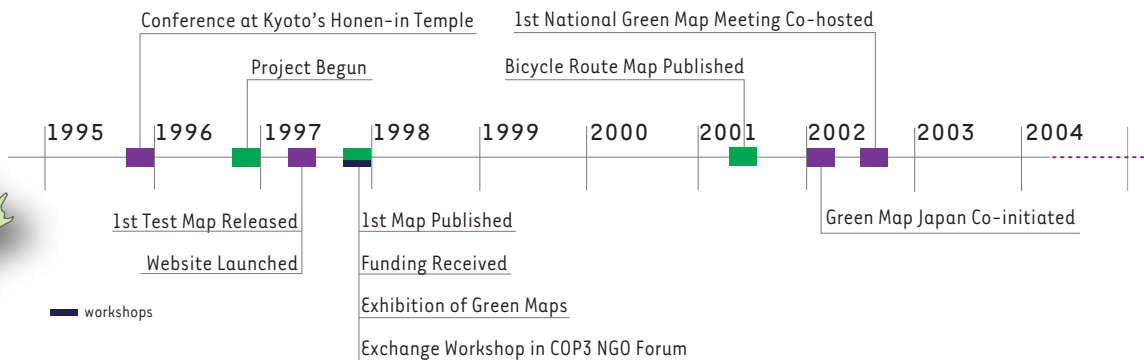 Conference at Kyoto's Honen-in Temple
1st National Green Map Meeting Co-hosted
Project Begun
Bicycle Route Map Published
1995
1996
1997
1998
1999
2000
2001
2002
2003
2004
1st Test Map Released
1st Map Published
Green Map Japan Co-initiated
Website Launched
Funding Received
workshops
Exhibition of Green Maps
Exchange Workshop in COP3 NGO Forum